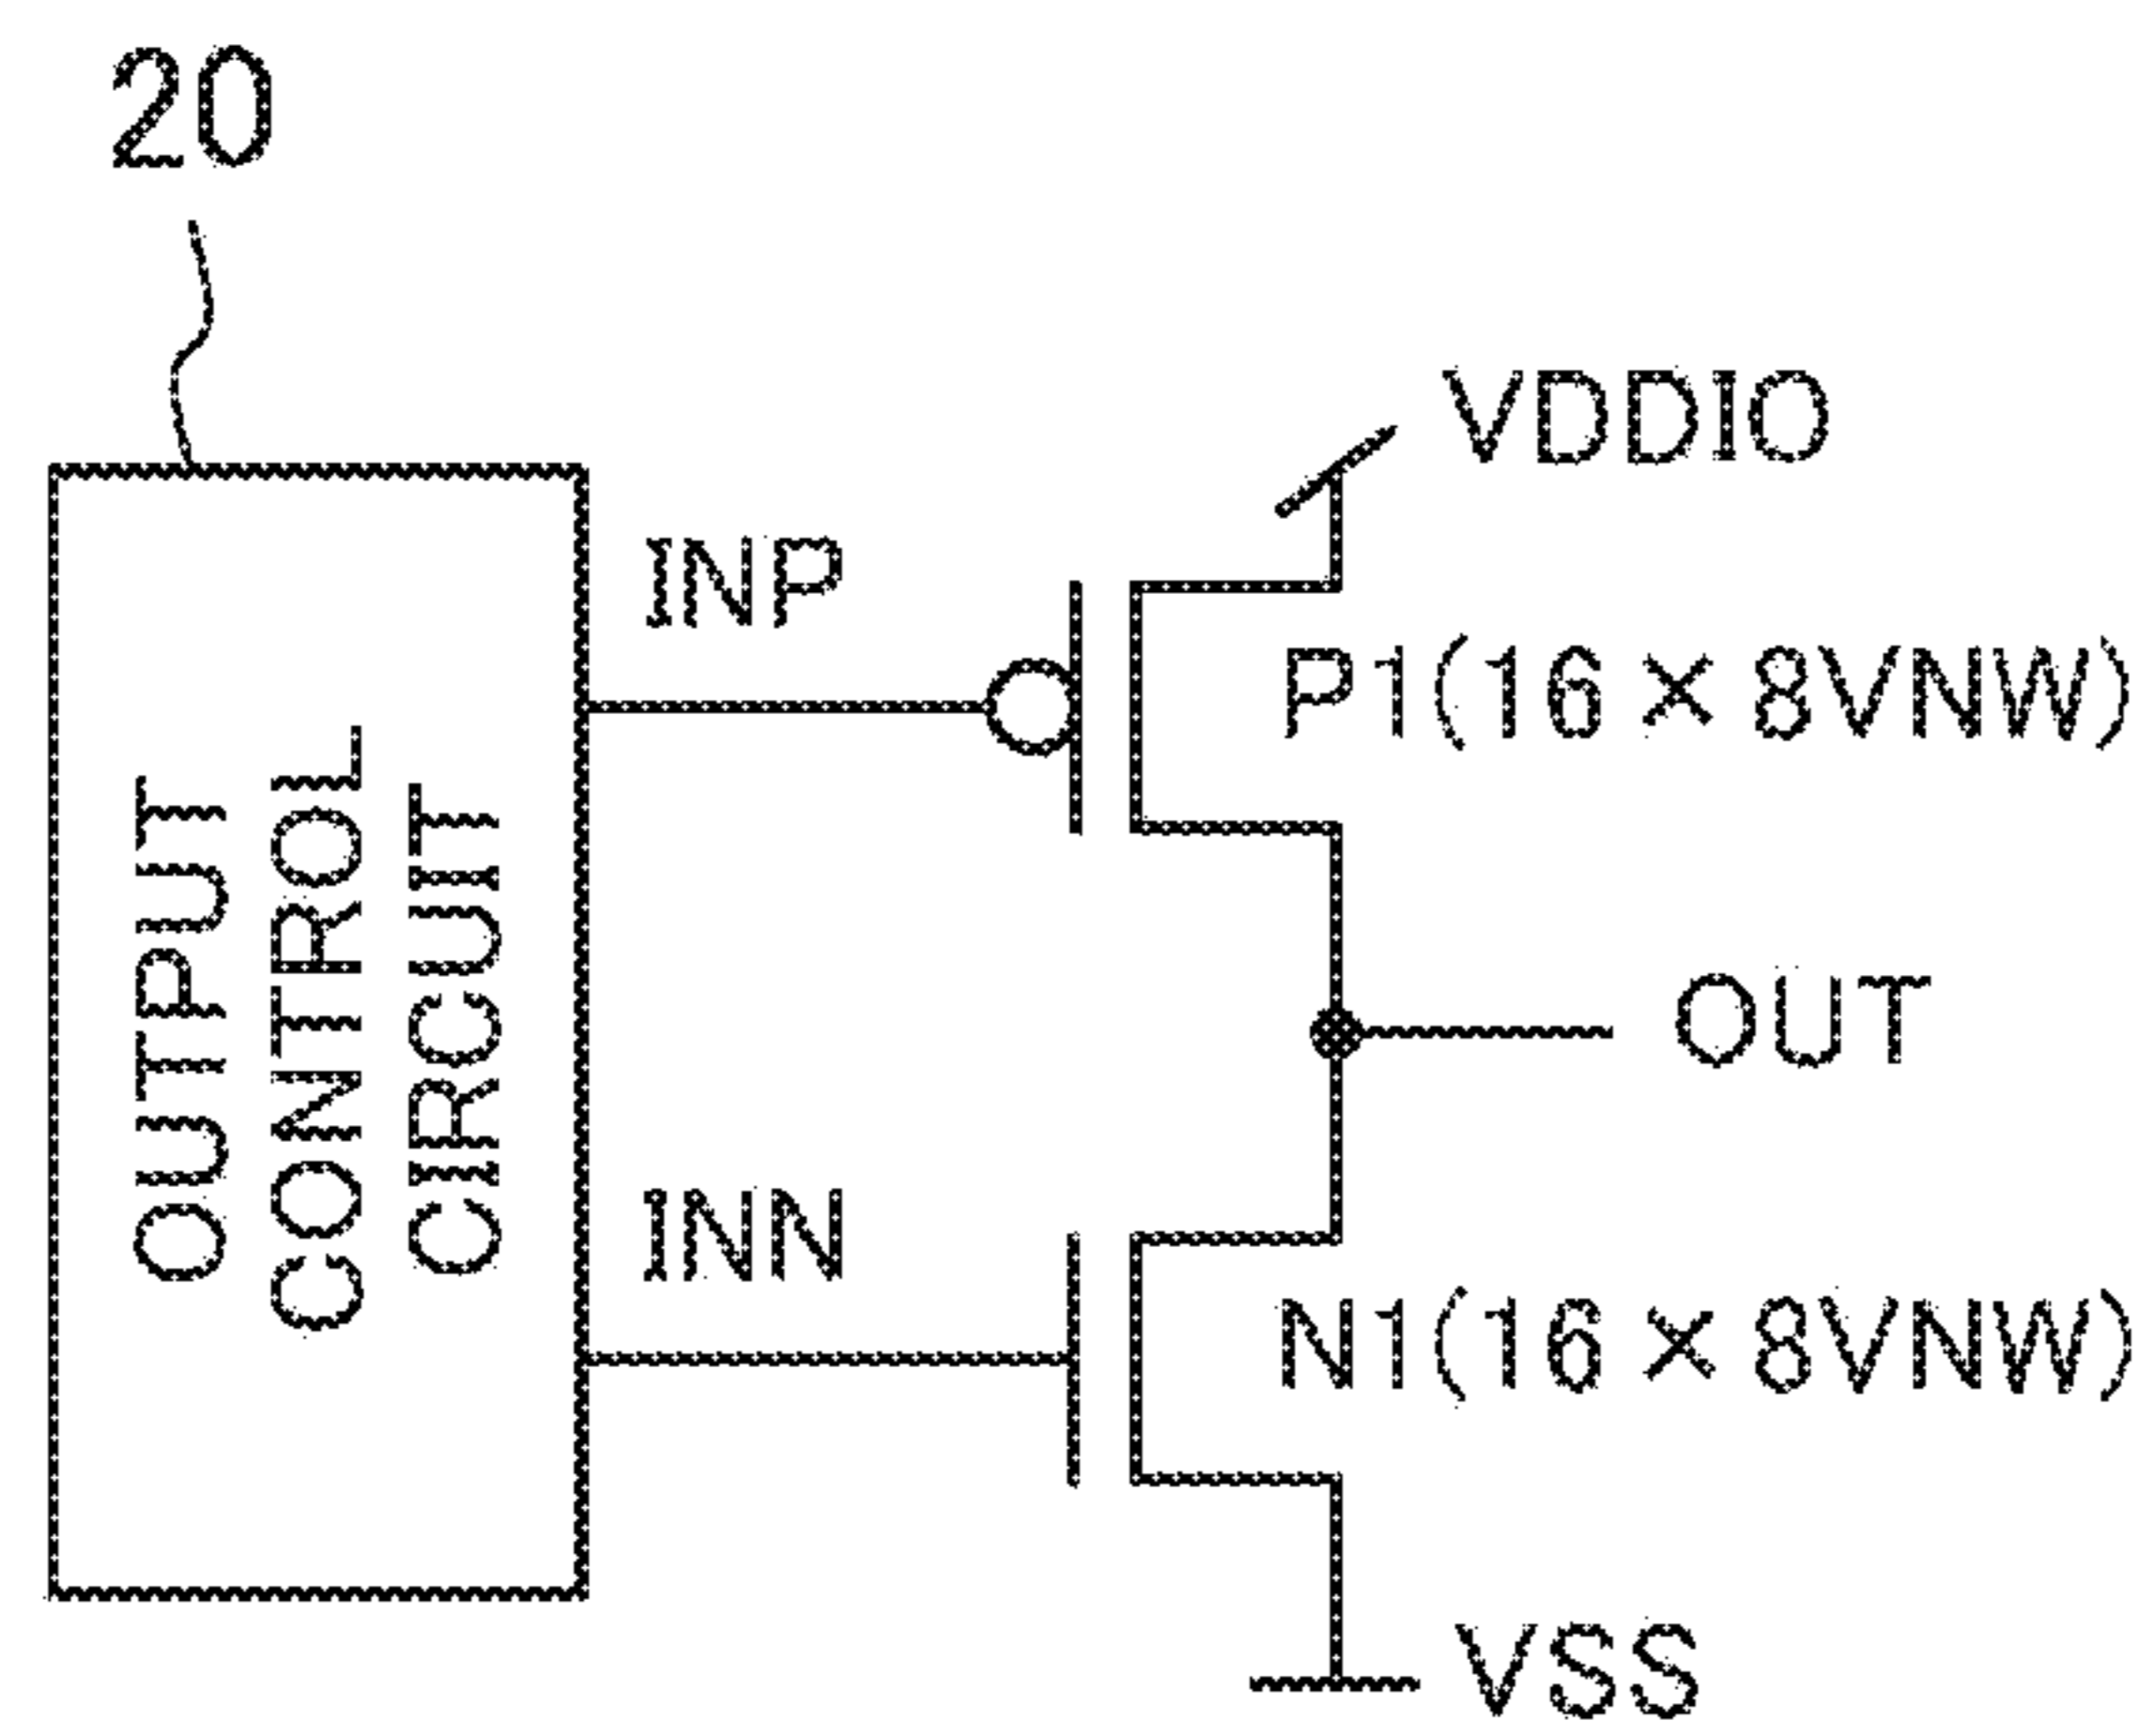 20
VDDIO
INP
P1(16 × 8VNW)
OUTPUT
CONTROL
CIRCUIT
OUT
INN
N1(16 × 8VNW)
VSS